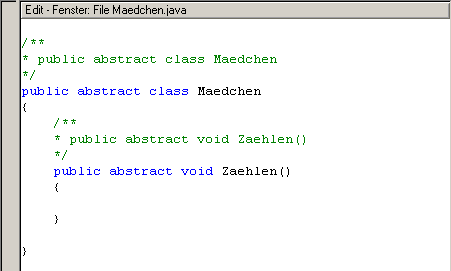 Edit - Fenster: File Maedchen.java
/**
* public abstract class Maedchen
*/
public abstract class Maedchen
{
/**
* public abstract void Zaehlen()
*/
public abstract void Zaehlen()
{
}
}